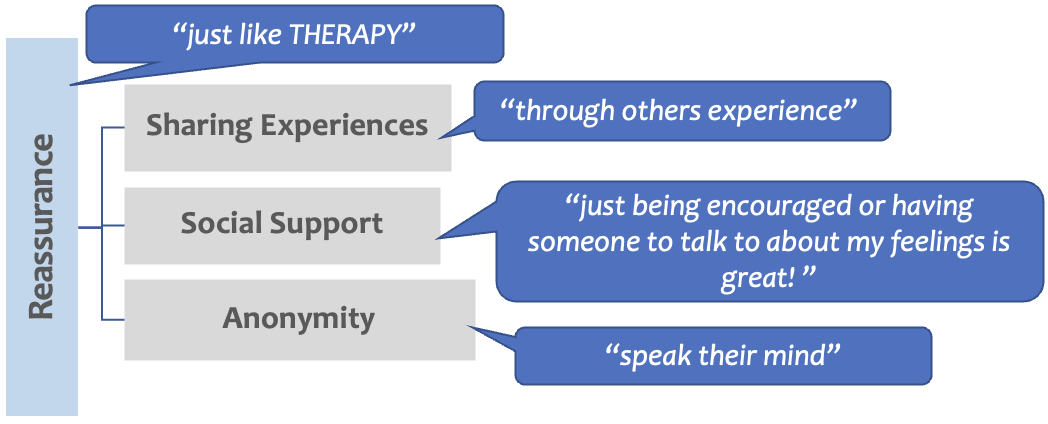 “just like THERAPY”
Reassurance
Sharing Experiences
“through others experience”
Social Support
“just being encouraged or having
someone to talk to about my feelings is
great! ”
Anonymity
“speak their mind”